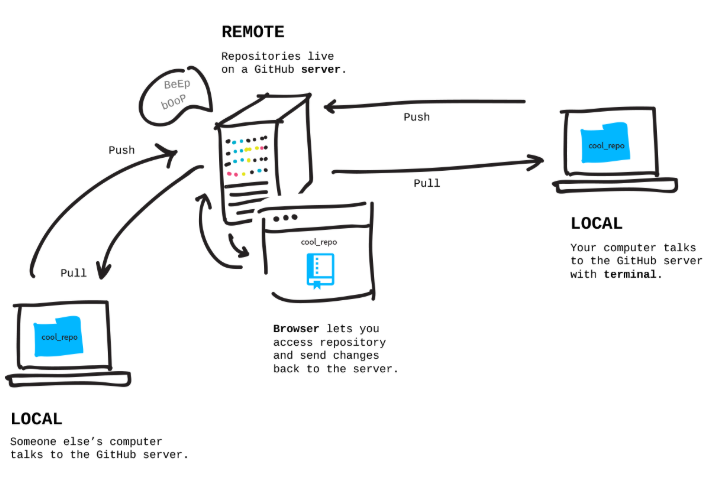 REMOTE
Repositories live
on a GitHub server.
BeEp
bOoP
Push
Pull
Push
Pull
cool_repo
LOCAL
Your computer talks
to the GitHub server
with terminal.
cool_repo
Browser lets you
access repository
and send changes
back to the server.
cool_repo
LOCAL
Someone else’s computer
talks to the GitHub server.